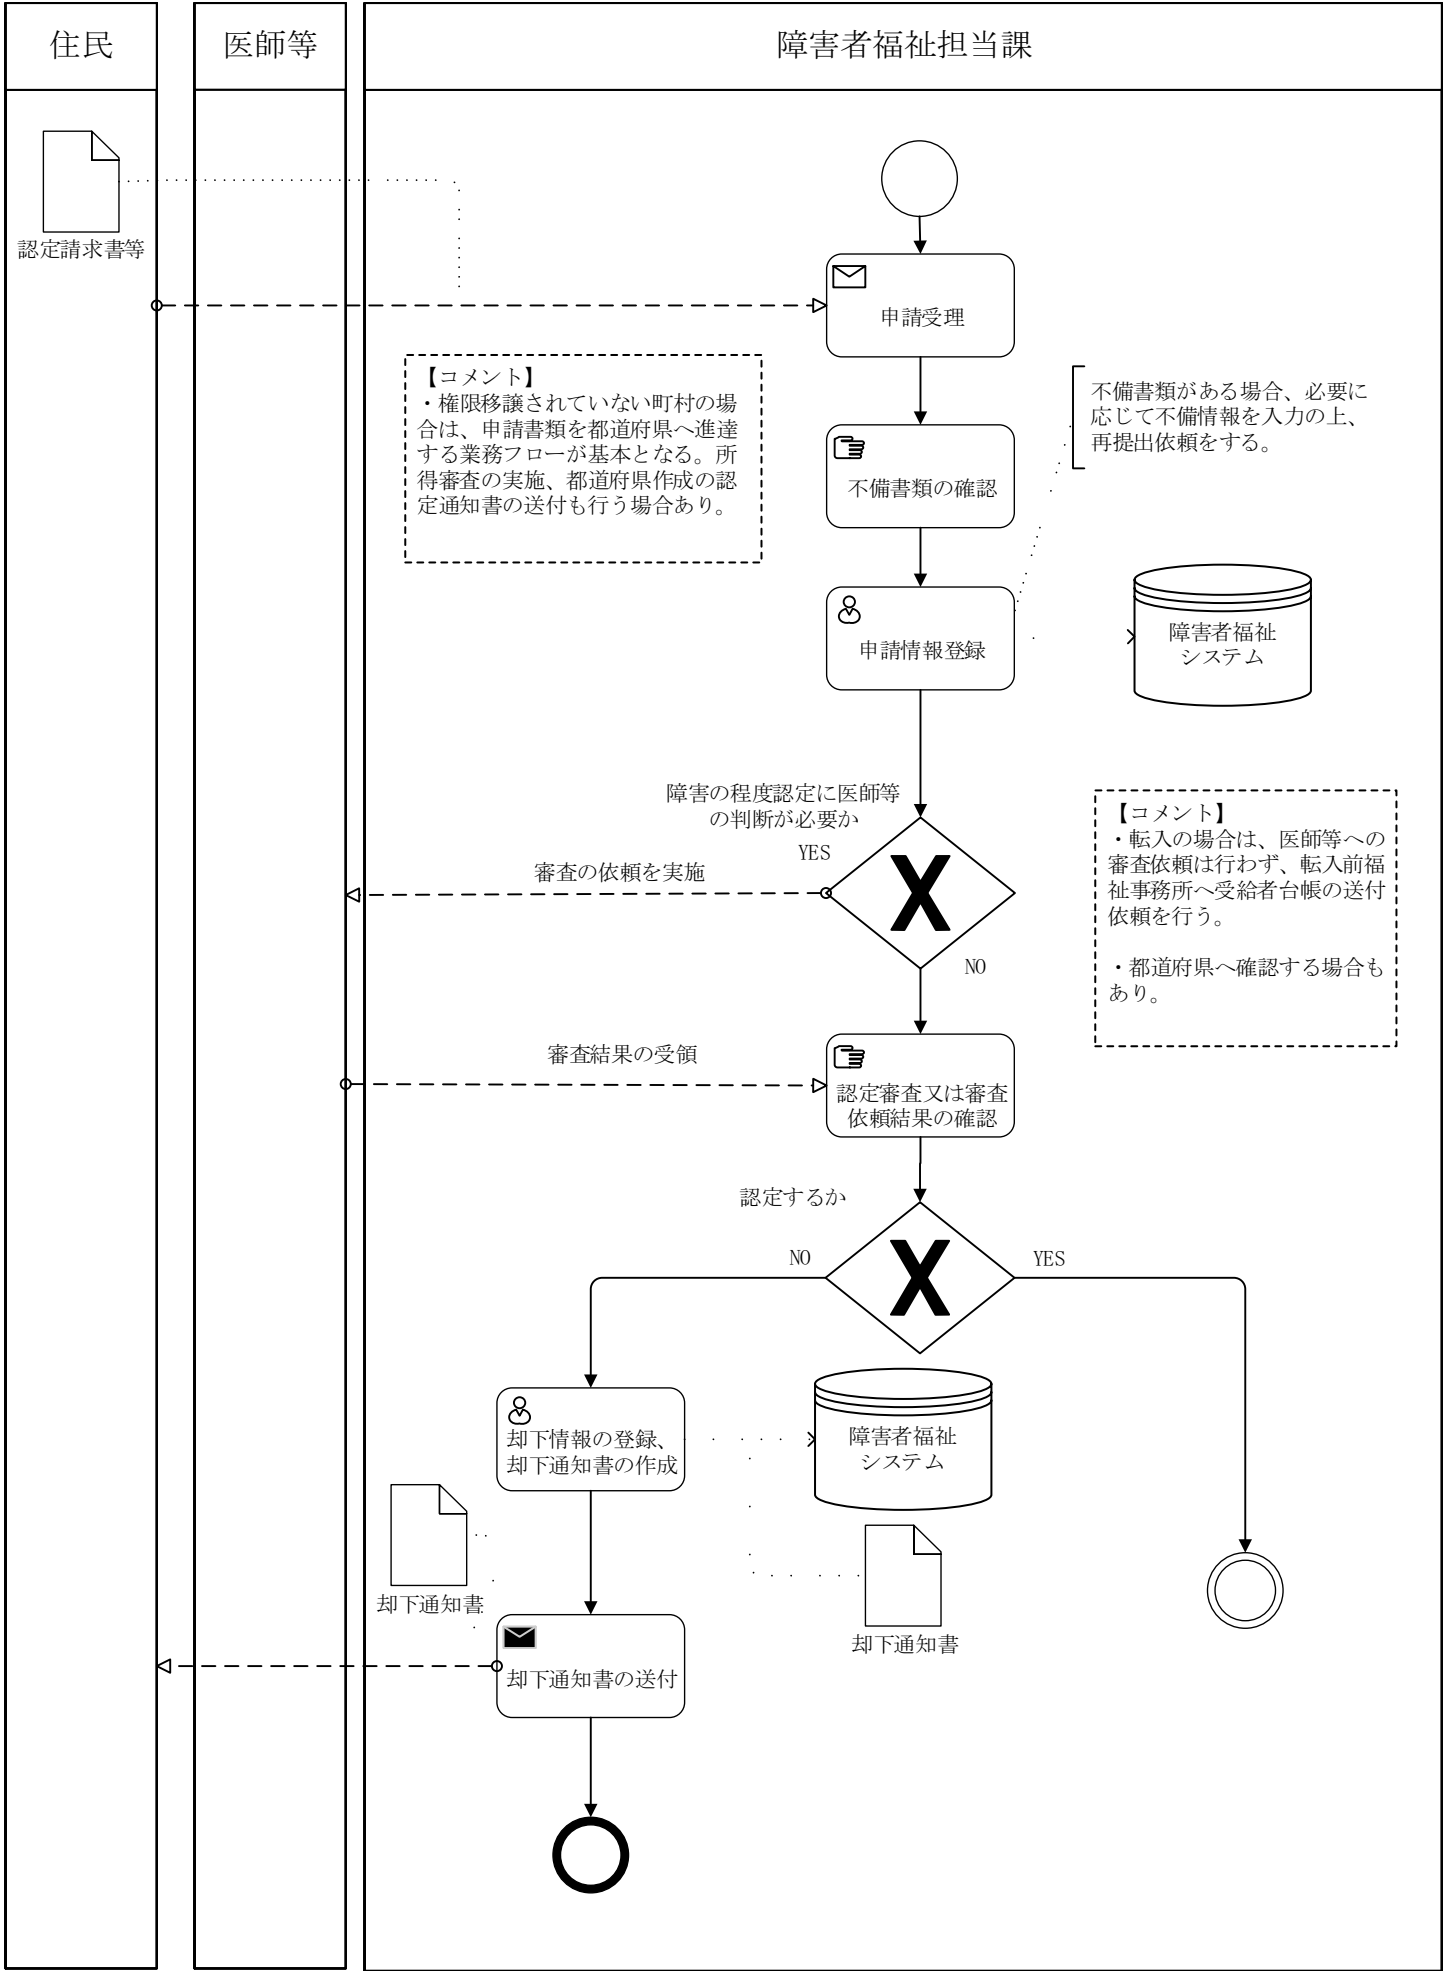 住民
医師等
障害者福祉担当課
認定請求書等
申請受理
【コメント】
・権限移譲されていない町村の場
合は、申請書類を都道府県へ進達
する業務フローが基本となる。所
得審査の実施、都道府県作成の認
定通知書の送付も行う場合あり。
不備書類がある場合、必要に
応じて不備情報を入力の上、
再提出依頼をする。
不備書類の確認
申請情報登録
障害者福祉
システム
障害の程度認定に医師等
の判断が必要か
YES
審査の依頼を実施
NO
【コメント】
・転入の場合は、医師等への
審査依頼は行わず、転入前福
祉事務所へ受給者台帳の送付
依頼を行う。
・都道府県へ確認する場合も
あり。
審査結果の受領
認定審査又は審査
依頼結果の確認
認定するか
NO
YES
却下情報の登録、
却下通知書の作成
障害者福祉
システム
却下通知書
却下通知書
却下通知書の送付